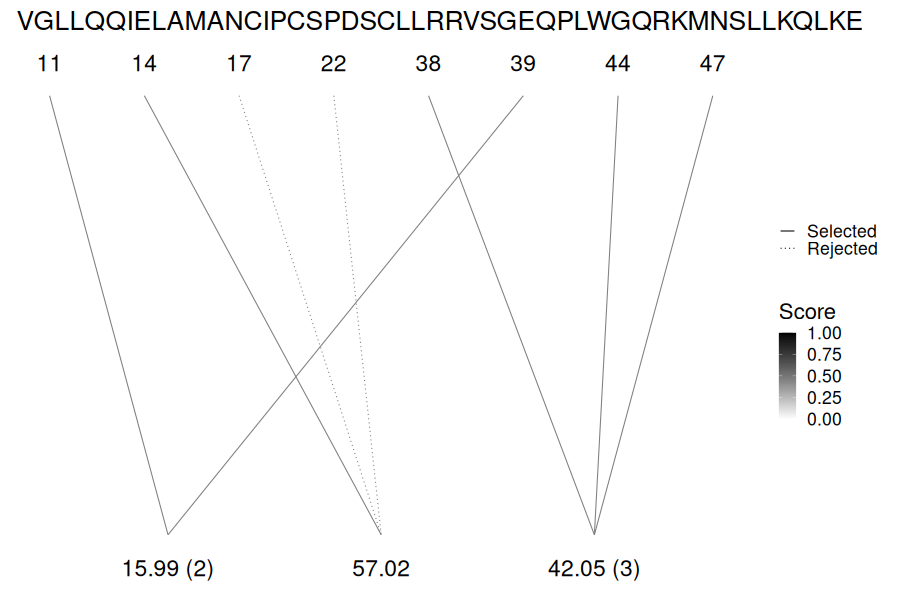 VGLLQQIELAMANCIPCSPDSCLLRRVSGEQPLWGQRKMNSLLKQLKE
11 14 17 22 38 39 44 47
Selected
Rejected
Score
1.00
0.75
0.50
0.25
0.00
15.99 (2) 57.02 42.05 (3)